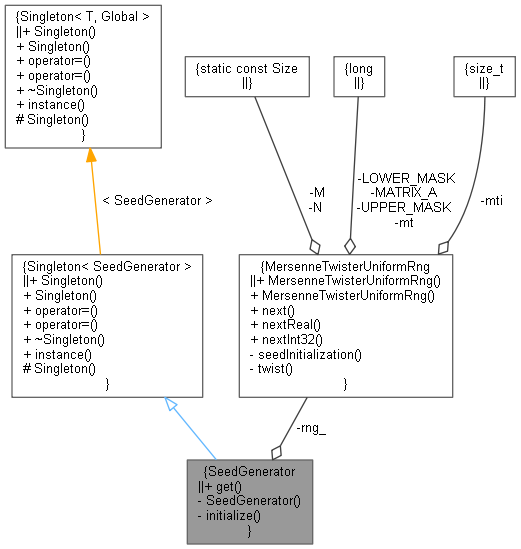 {Singleton< T, Global >
||+ Singleton()
+ Singleton()
+ operator=()
+ operator=()
+ ~Singleton()
+ instance()
# Singleton()
}
{static const Size
||}
{long
||}
{size_t
||}
< SeedGenerator >
-M
-N
-LOWER_MASK
-MATRIX_A
-UPPER_MASK
-mt
-mti
{Singleton< SeedGenerator >
||+ Singleton()
+ Singleton()
+ operator=()
+ operator=()
+ ~Singleton()
+ instance()
# Singleton()
}
{MersenneTwisterUniformRng
||+ MersenneTwisterUniformRng()
+ MersenneTwisterUniformRng()
+ next()
+ nextReal()
+ nextInt32()
- seedInitialization()
- twist()
}
-rng_
{SeedGenerator
||+ get()
- SeedGenerator()
- initialize()
}